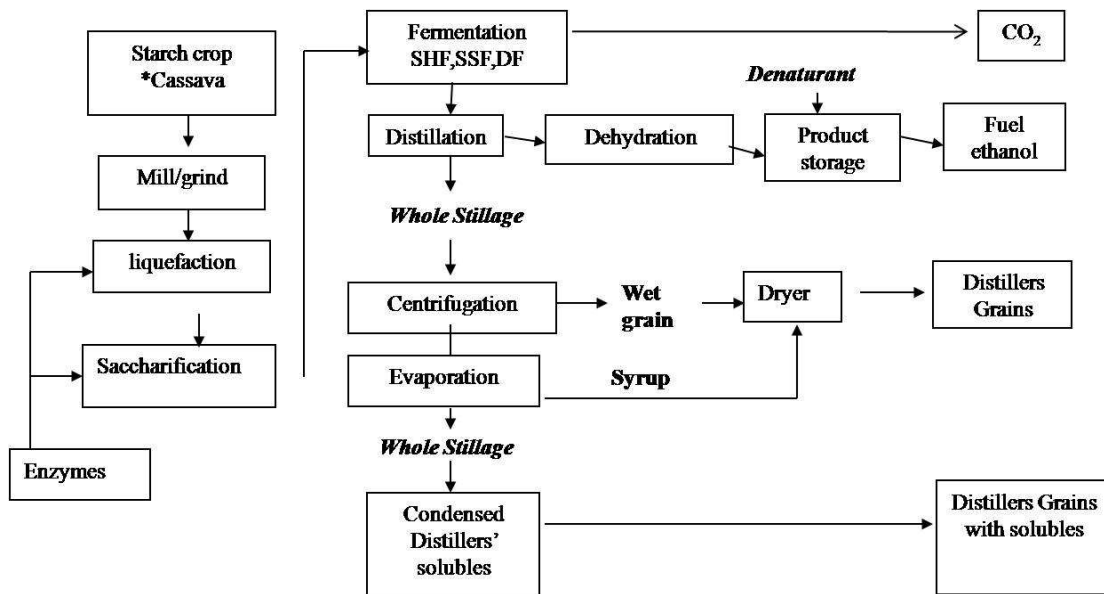 Starch crop
*Cassava
Mill/grind
liquefaction
Saccharification
Enzymes
Fermentation
SHF,SSF,DF
CO₂
Denaturant
Distillation
Dehydration
Product
storage
Fuel
ethanol
Whole Stillage
Centrifugation
Wet
grain
Dryer
Distillers
Grains
Evaporation
Syrup
Whole Stillage
Condensed
Distillers’
solubles
Distillers Grains
with solubles